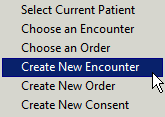 Select Current Patient
Choose an Encounter
Choose an Order
Create New Encounter
Create New Order
Create New Consent